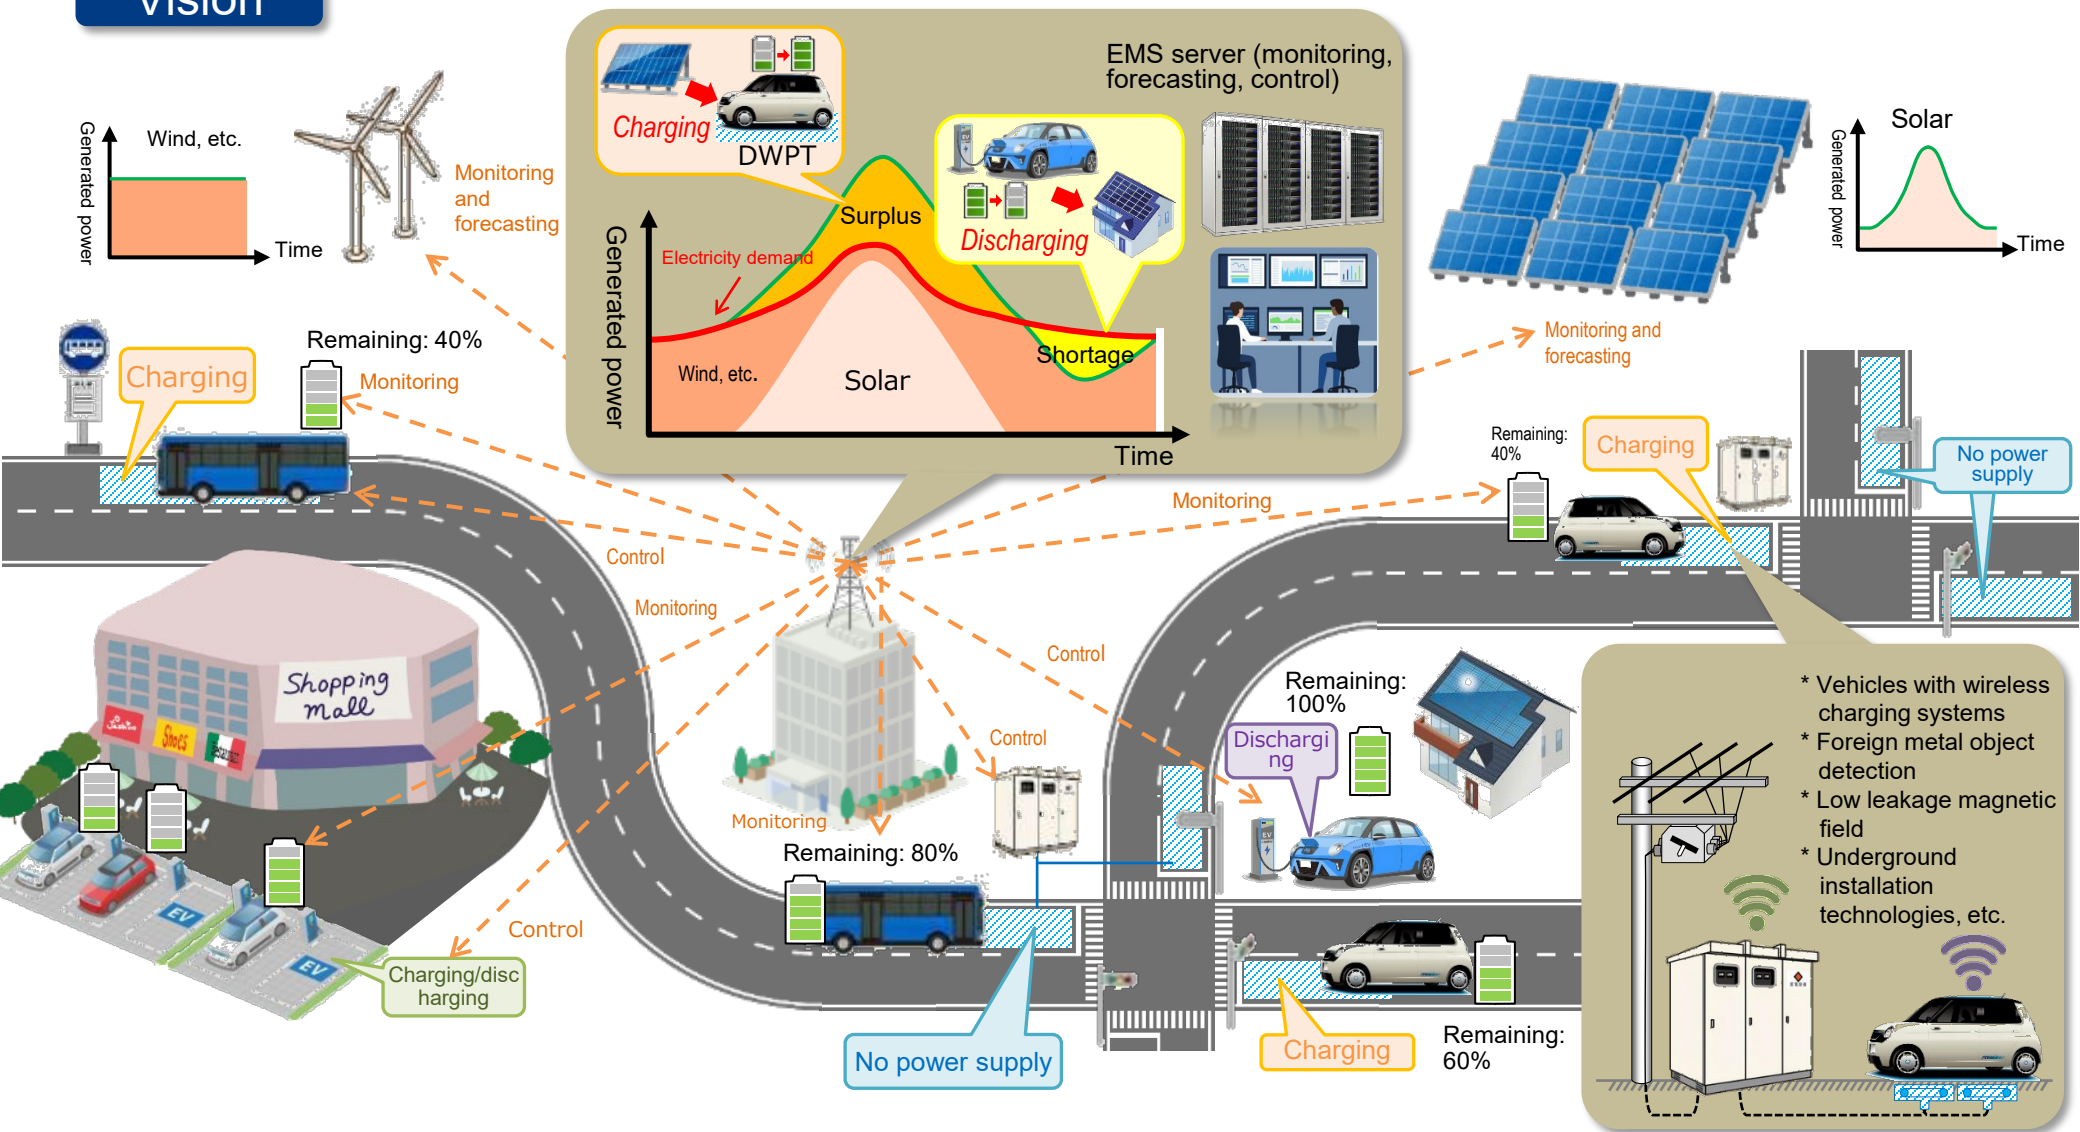 Vision
Generated power
Wind, etc.
Time
Monitoring
and
forecasting
Charging
DWPT
EMS server (monitoring,
forecasting, control)
Discharging
Generated power
Electricity demand
Surplus
Shortage
Wind, etc.
Solar
Time
Generated power
Solar
Time
Monitoring and
forecasting
Charging
Remaining: 40%
Monitoring
Control
Monitoring
Monitoring
Remaining:
40%
Charging
No power
supply
Shopping
mall
Shoes
EV
EV
Control
Charging/disc
harging
Control
Monitoring
Remaining: 80%
No power supply
Control
Remaining:
100%
Dischargi
ng
EV
Charging
Remaining:
60%
* Vehicles with wireless
charging systems
* Foreign metal object
detection
* Low leakage magnetic
field
* Underground
installation
technologies, etc.